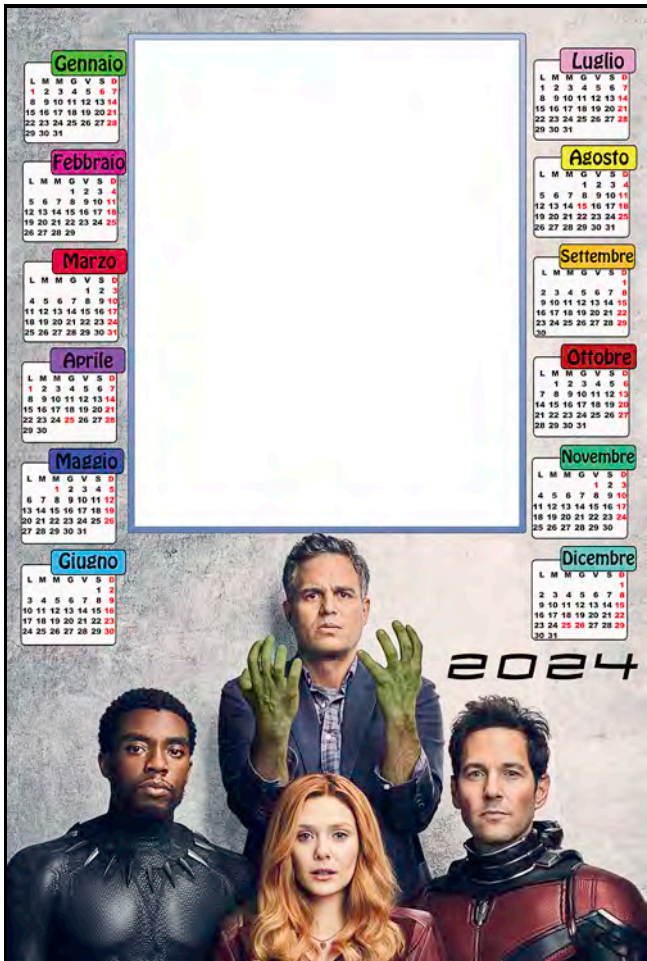 Gennaio
L M M G V S D
1 2 3 4 5 6 7
8 9 10 11 12 13 14
15 16 17 18 19 20 21
22 23 24 25 26 27 28
29 30 31
Febbraio
L M M G V S D
1 2 3 4
5 6 7 8 9 10 11
12 13 14 15 16 17 18
19 20 21 22 23 24 25
26 27 28 29
Marzo
L M M G V S D
1 2 3
4 5 6 7 8 9 10
11 12 13 14 15 16 17
18 19 20 21 22 23 24
25 26 27 28 29 30 31
Aprile
L M M G V S D
1 2 3 4 5 6 7
8 9 10 11 12 13 14
15 16 17 18 19 20 21
22 23 24 25 26 27 28
29 30
Maggio
L M M G V S D
1 2 3 4 5
6 7 8 9 10 11 12
13 14 15 16 17 18 19
20 21 22 23 24 25 26
27 28 29 30 31
Giugno
L M M G V S D
1 2
3 4 5 6 7 8 9
10 11 12 13 14 15 16
17 18 19 20 21 22 23
24 25 26 27 28 29 30
Luglio
L M M G V S D
1 2 3 4 5 6 7
8 9 10 11 12 13 14
15 16 17 18 19 20 21
22 23 24 25 26 27 28
29 30 31
Agosto
L M M G V S D
1 2 3 4
5 6 7 8 9 10 11
12 13 14 15 16 17 18
19 20 21 22 23 24 25
26 27 28 29 30 31
Settembre
L M M G V S D
1
2 3 4 5 6 7 8
9 10 11 12 13 14 15
16 17 18 19 20 21 22
23 24 25 26 27 28 29
30
Ottobre
L M M G V S D
1 2 3 4 5 6
7 8 9 10 11 12 13
14 15 16 17 18 19 20
21 22 23 24 25 26 27
28 29 30 31
Novembre
L M M G V S D
1 2 3
4 5 6 7 8 9 10
11 12 13 14 15 16 17
18 19 20 21 22 23 24
25 26 27 28 29 30
Dicembre
L M M G V S D
1
2 3 4 5 6 7 8
9 10 11 12 13 14 15
16 17 18 19 20 21 22
23 24 25 26 27 28 29
30 31
2024